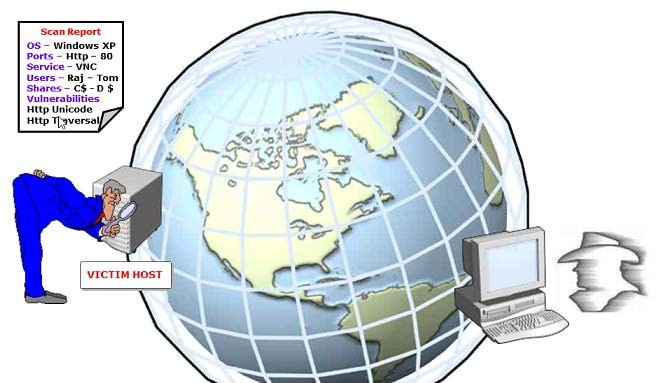 Scan Report
OS – Windows XP
Ports – Http – 80
Service – VNC
Users – Raj – Tom
Shares – C$ - D $
Vulnerabilities
Http Unicode
Http Traversal
VICTIM HOST